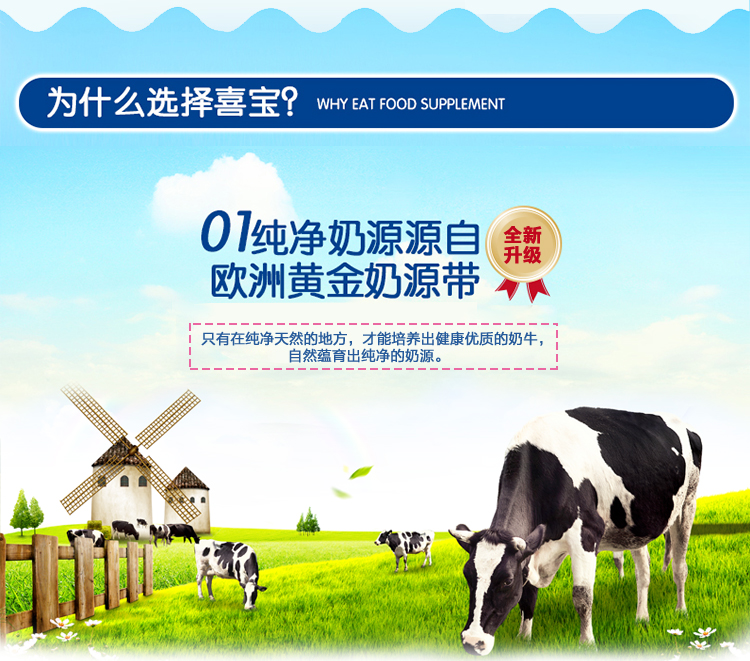 为什么选择喜宝? WHY EAT FOOD SUPPLEMENT
01纯净奶源源自
欧洲黄金奶源带
全新
升级
只有在纯净天然的地方，才能培养出健康优质的奶牛，
自然蕴育出纯净的奶源。